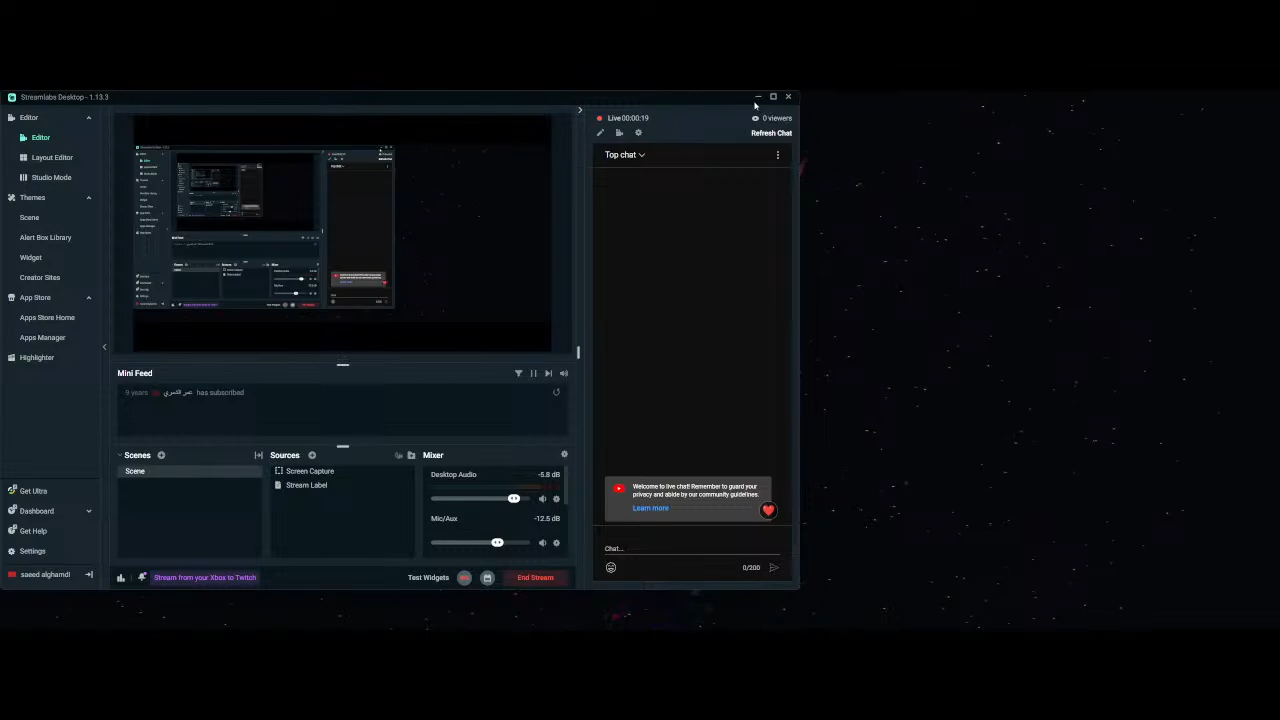 Streamlabs Desktop - 1.13.3
Editor
Editor
Layout Editor
Studio Mode
Themes
Scene
Alert Box Library
Widget
Creator Sites
App Store
Apps Store Home
Apps Manager
Highlighter
Get Ultra
Dashboard
Get Help
Settings
saeed alghamdi
Mini Feed
9 years
has subscribed
Scenes
Scene
Sources
Screen Capture
Stream Label
Mixer
Desktop Audio -5.8 dB
Mic/Aux -12.5 dB
Stream from your Xbox to Twitch
Test Widgets
End Stream
Live 00:00:19
0 viewers
Refresh Chat
Top chat
Welcome to live chat! Remember to guard your
privacy and abide by our community guidelines.
Learn more
Chat...
0/200